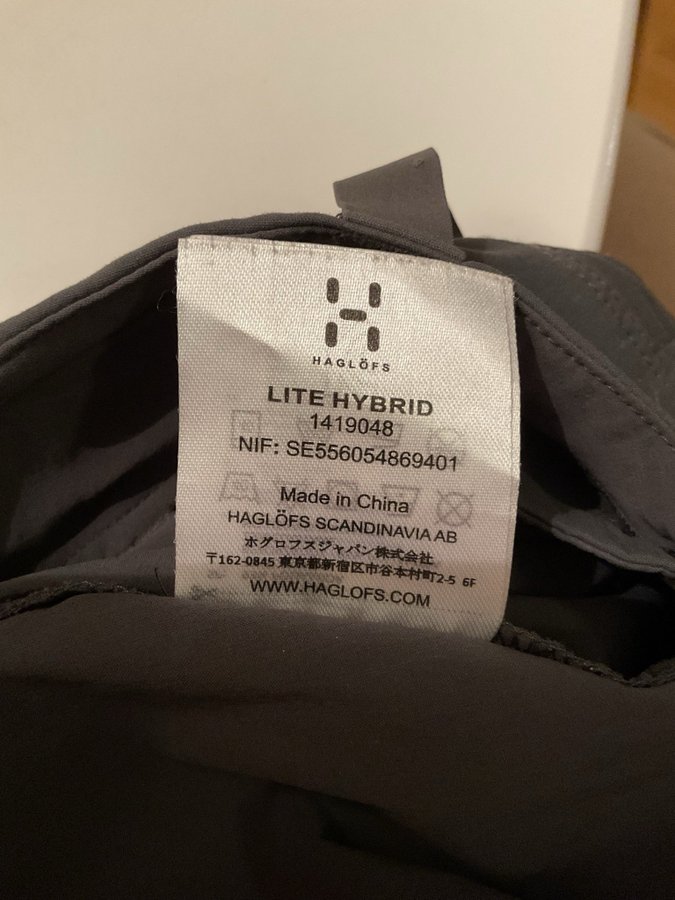 HAGLÖFS
LITE HYBRID
1419048
NIF: SE556054869401
Made in China
HAGLÖFS SCANDINAVIA AB
ホグロフスジャパン株式会社
〒162-0845 東京都新宿区市谷本村町2-5 6F
WWW.HAGLOFS.COM